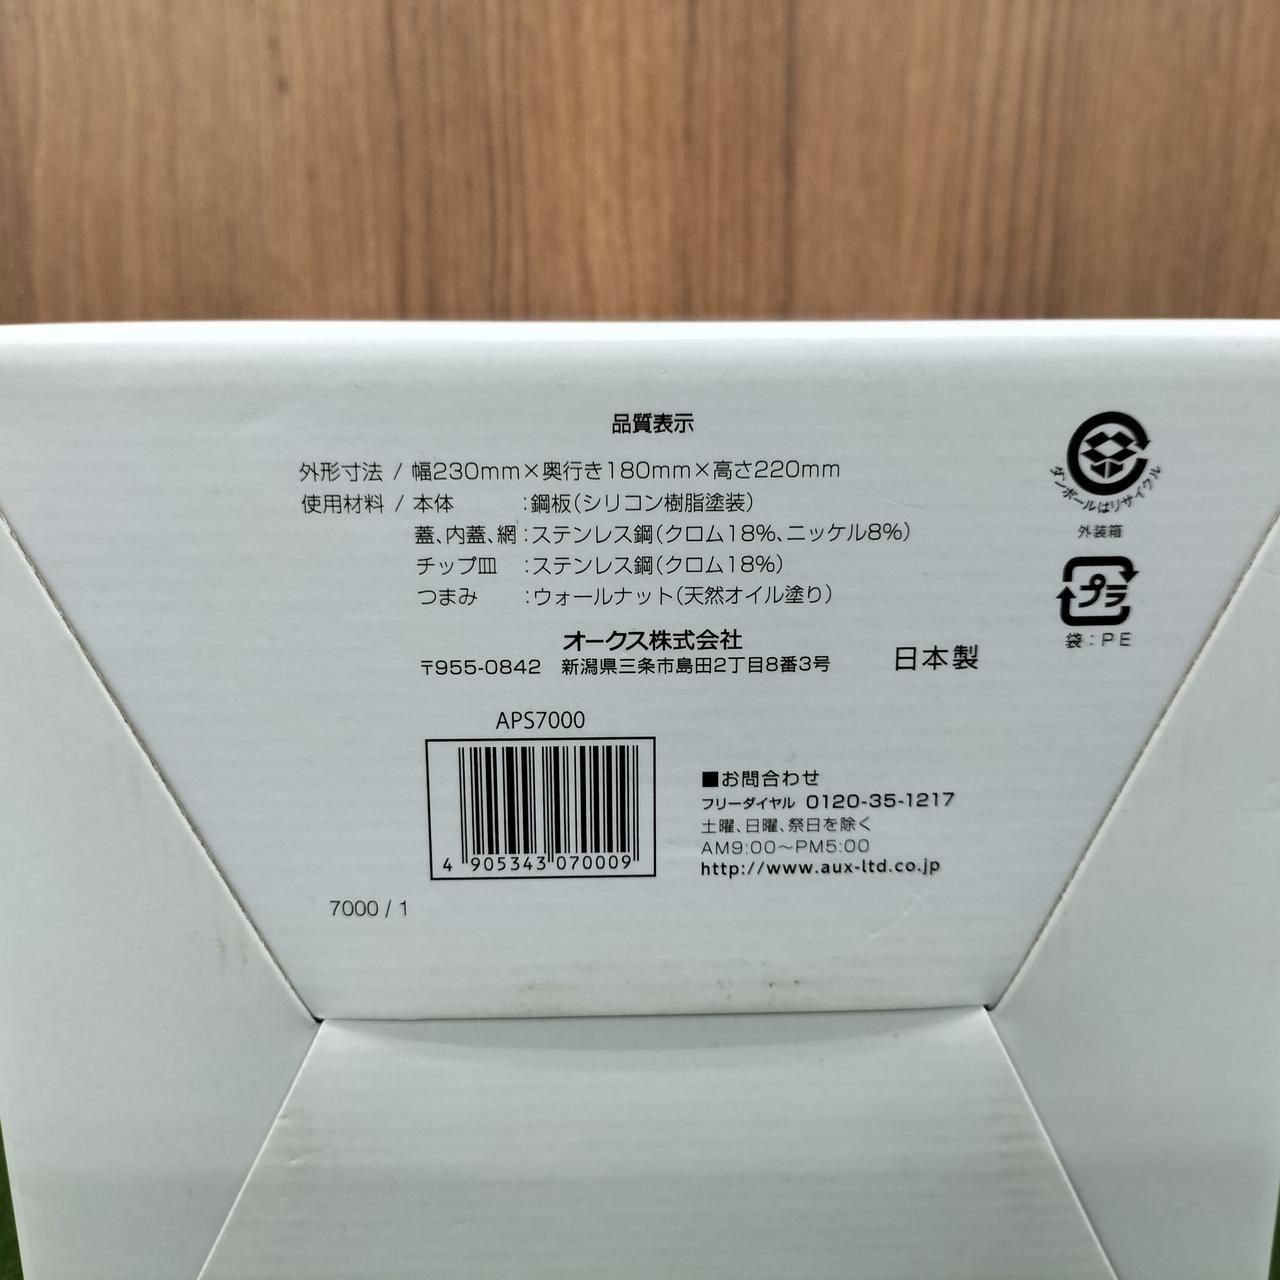 品質表示
外形寸法 / 幅230mm×奥行き180mm×高さ220mm
使用材料 / 本体 :鋼板(シリコン樹脂塗装)
蓋、内蓋、網:ステンレス鋼(クロム18%、ニッケル8%)
チップ皿 :ステンレス鋼(クロム18%)
つまみ :ウォールナット(天然オイル塗り)
ダンボールはリサイクル
外装箱
プラ
袋:PE
オークス株式会社
〒955-0842 新潟県三条市島田2丁目8番3号
日本製
APS7000
4 905343 070009
■お問合わせ
フリーダイヤル 0120-35-1217
土曜、日曜、祭日を除く
AM9:00〜PM5:00
http://www.aux-ltd.co.jp
7000 / 1